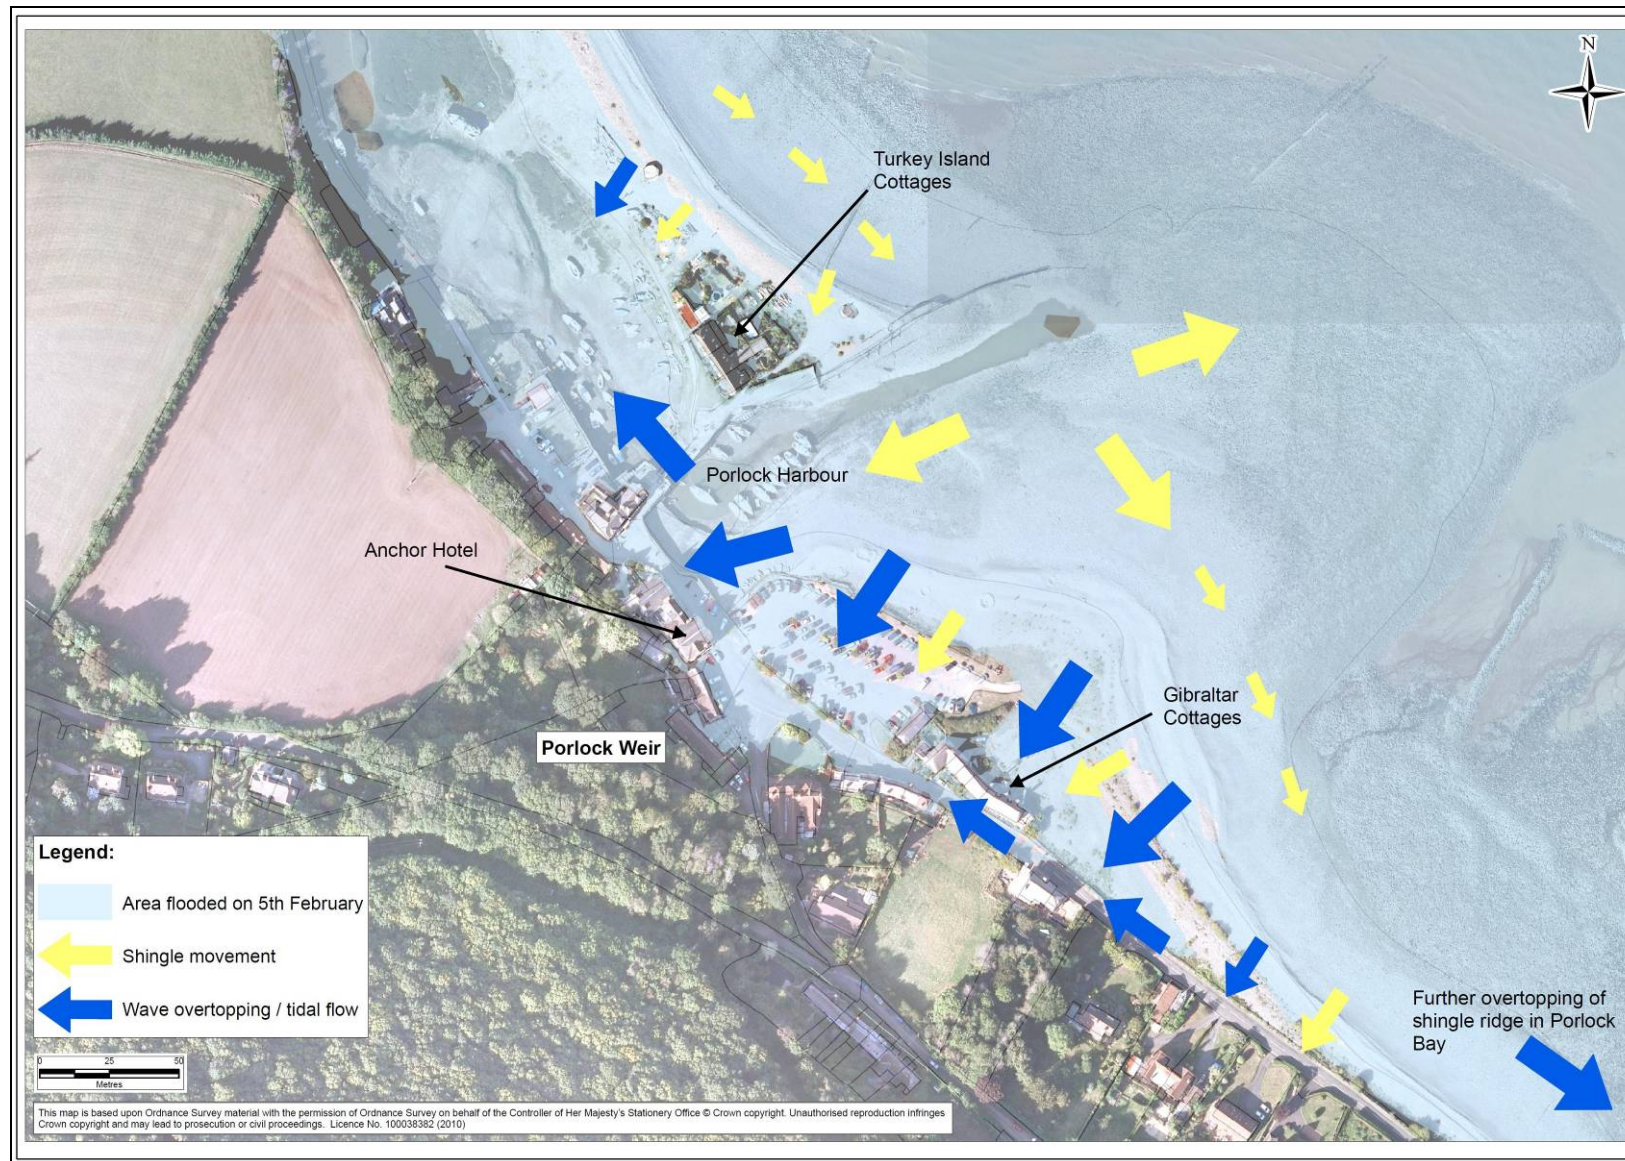 N
Turkey Island
Cottages
Porlock Harbour
Anchor Hotel
Gibraltar
Cottages
Porlock Weir
Legend:
Area flooded on 5th February
Shingle movement
Wave overtopping / tidal flow
Further overtopping of
shingle ridge in Porlock
Bay
0 25 50
Metres
This map is based upon Ordnance Survey material with the permission of Ordnance Survey on behalf of the Controller of Her Majesty's Stationery Office © Crown copyright. Unauthorised reproduction infringes
Crown copyright and may lead to prosecution or civil proceedings. Licence No. 100038382 (2010)